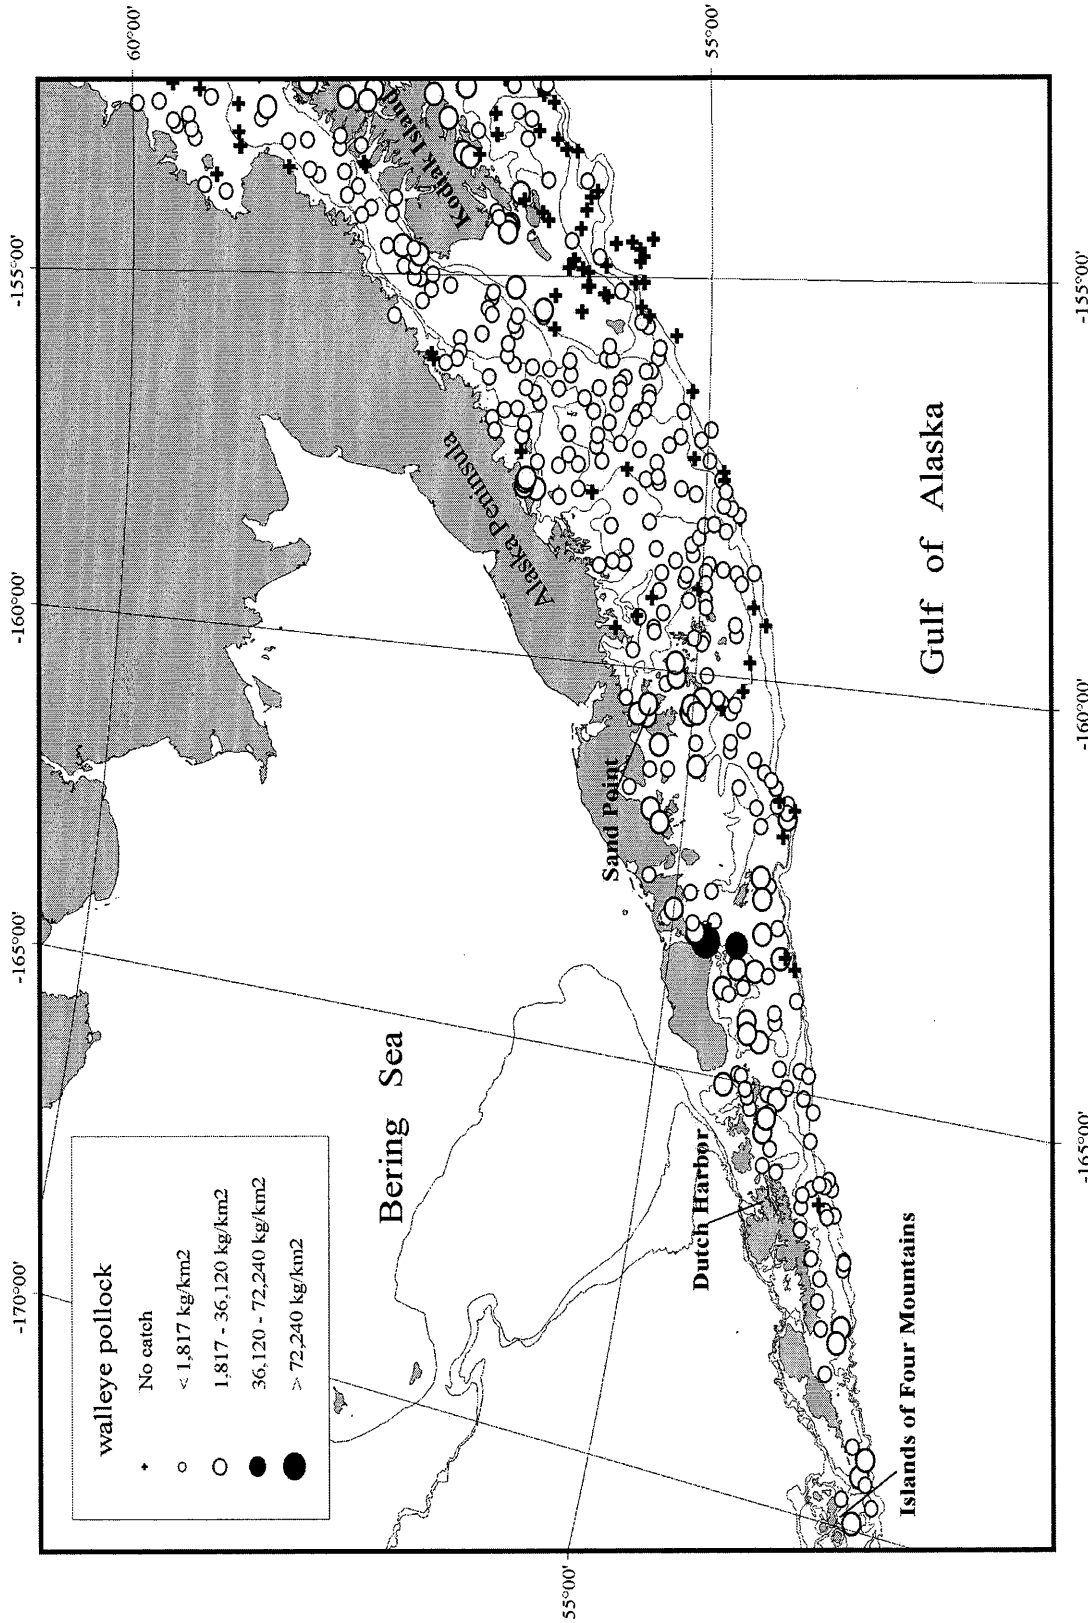 -170°00'
-165°00'
-160°00'
-155°00'
60°00'
walleye pollock
No catch
< 1,817 kg/km2
1,817 - 36,120 kg/km2
36,120 - 72,240 kg/km2
> 72,240 kg/km2
Bering Sea
Kodiak Island
Alaska Peninsula
Sand Point
Dutch Harbor
Islands of Four Mountains
Gulf of Alaska
55°00'
55°00'
-165°00'
-160°00'
-155°00'